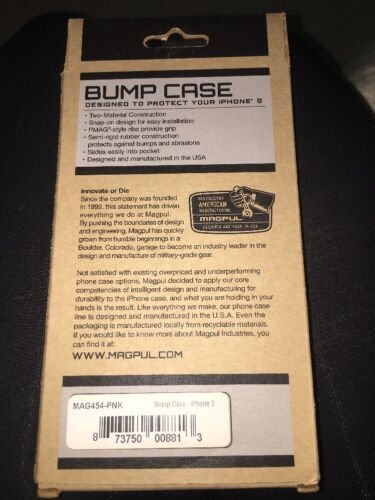 BUMP CASE
DESIGNED TO PROTECT YOUR iPHONE® 5
• Two-Material Construction
• Snap-on design for easy installation
• PMAG®-style ribs provide grip
• Semi-rigid rubber construction
protects against bumps and abrasions
• Slides easily into pocket
• Designed and manufactured in the USA
Innovate or Die
Since the company was founded
in 1999, this statement has driven
everything we do at Magpul.
By pushing the boundaries of design
and engineering, Magpul has quickly
grown from humble beginnings in a
Boulder, Colorado, garage to become an industry leader in the
design and manufacture of military-grade gear.
AMERICAN
MANUFACTURING
MAGPUL
DESIGNED AND MADE IN USA
Not satisfied with existing overpriced and underperforming
phone case options, Magpul decided to apply our core
competencies of intelligent design and manufacturing for
durability to the iPhone case, and what you are holding in your
hands is the result. Like everything we make, our phone case
line is designed and manufactured in the U.S.A. Even the
packaging is manufactured locally from recyclable materials.
If you would like to know more about Magpul Industries, you can
find it at:
WWW.MAGPUL.COM
MAG454-PNK Bump Case - iPhone 5
8 73750 00881 3